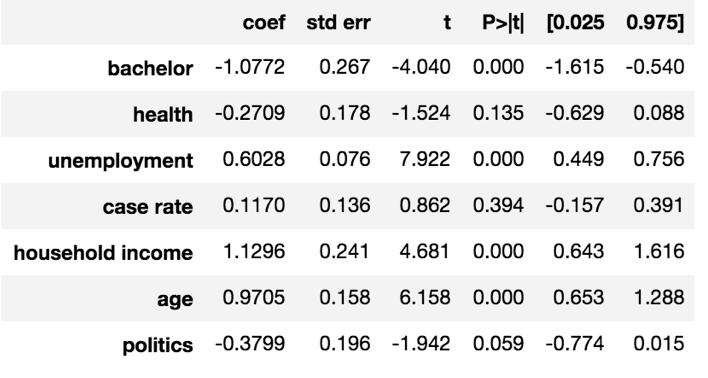 coef std err t P>|t| [0.025 0.975]
bachelor -1.0772 0.267 -4.040 0.000 -1.615 -0.540
health -0.2709 0.178 -1.524 0.135 -0.629 0.088
unemployment 0.6028 0.076 7.922 0.000 0.449 0.756
case rate 0.1170 0.136 0.862 0.394 -0.157 0.391
household income 1.1296 0.241 4.681 0.000 0.643 1.616
age 0.9705 0.158 6.158 0.000 0.653 1.288
politics -0.3799 0.196 -1.942 0.059 -0.774 0.015